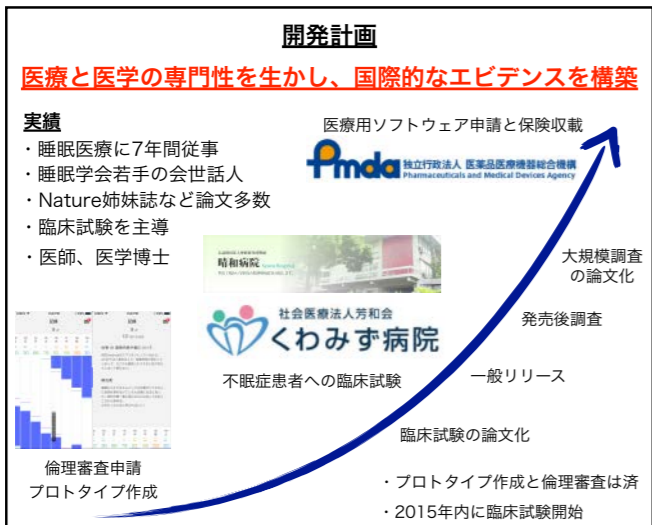 開発計画
医療と医学の専門性を生かし、国際的なエビデンスを構築
実績
・睡眠医療に7年間従事
・睡眠学会若手の会世話人
・Nature姉妹誌など論文多数
・臨床試験を主導
・医師、医学博士
医療用ソフトウェア申請と保険収載
Pmda 独立行政法人 医薬品医療機器総合機構
Pharmaceuticals and Medical Devices Agency
昭和病院
社会医療法人芳和会
くわみず病院
不眠症患者への臨床試験
大規模調査
の論文化
発売後調査
一般リリース
臨床試験の論文化
倫理審査申請
プロトタイプ作成
・プロトタイプ作成と倫理審査は済
・2015年内に臨床試験開始